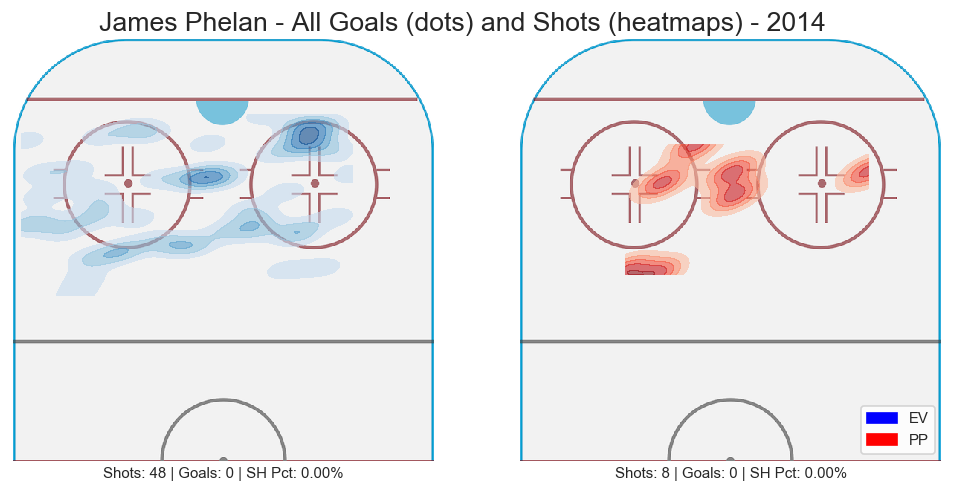 James Phelan - All Goals (dots) and Shots (heatmaps) - 2014
EV
PP
Shots: 48 | Goals: 0 | SH Pct: 0.00%
Shots: 8 | Goals: 0 | SH Pct: 0.00%